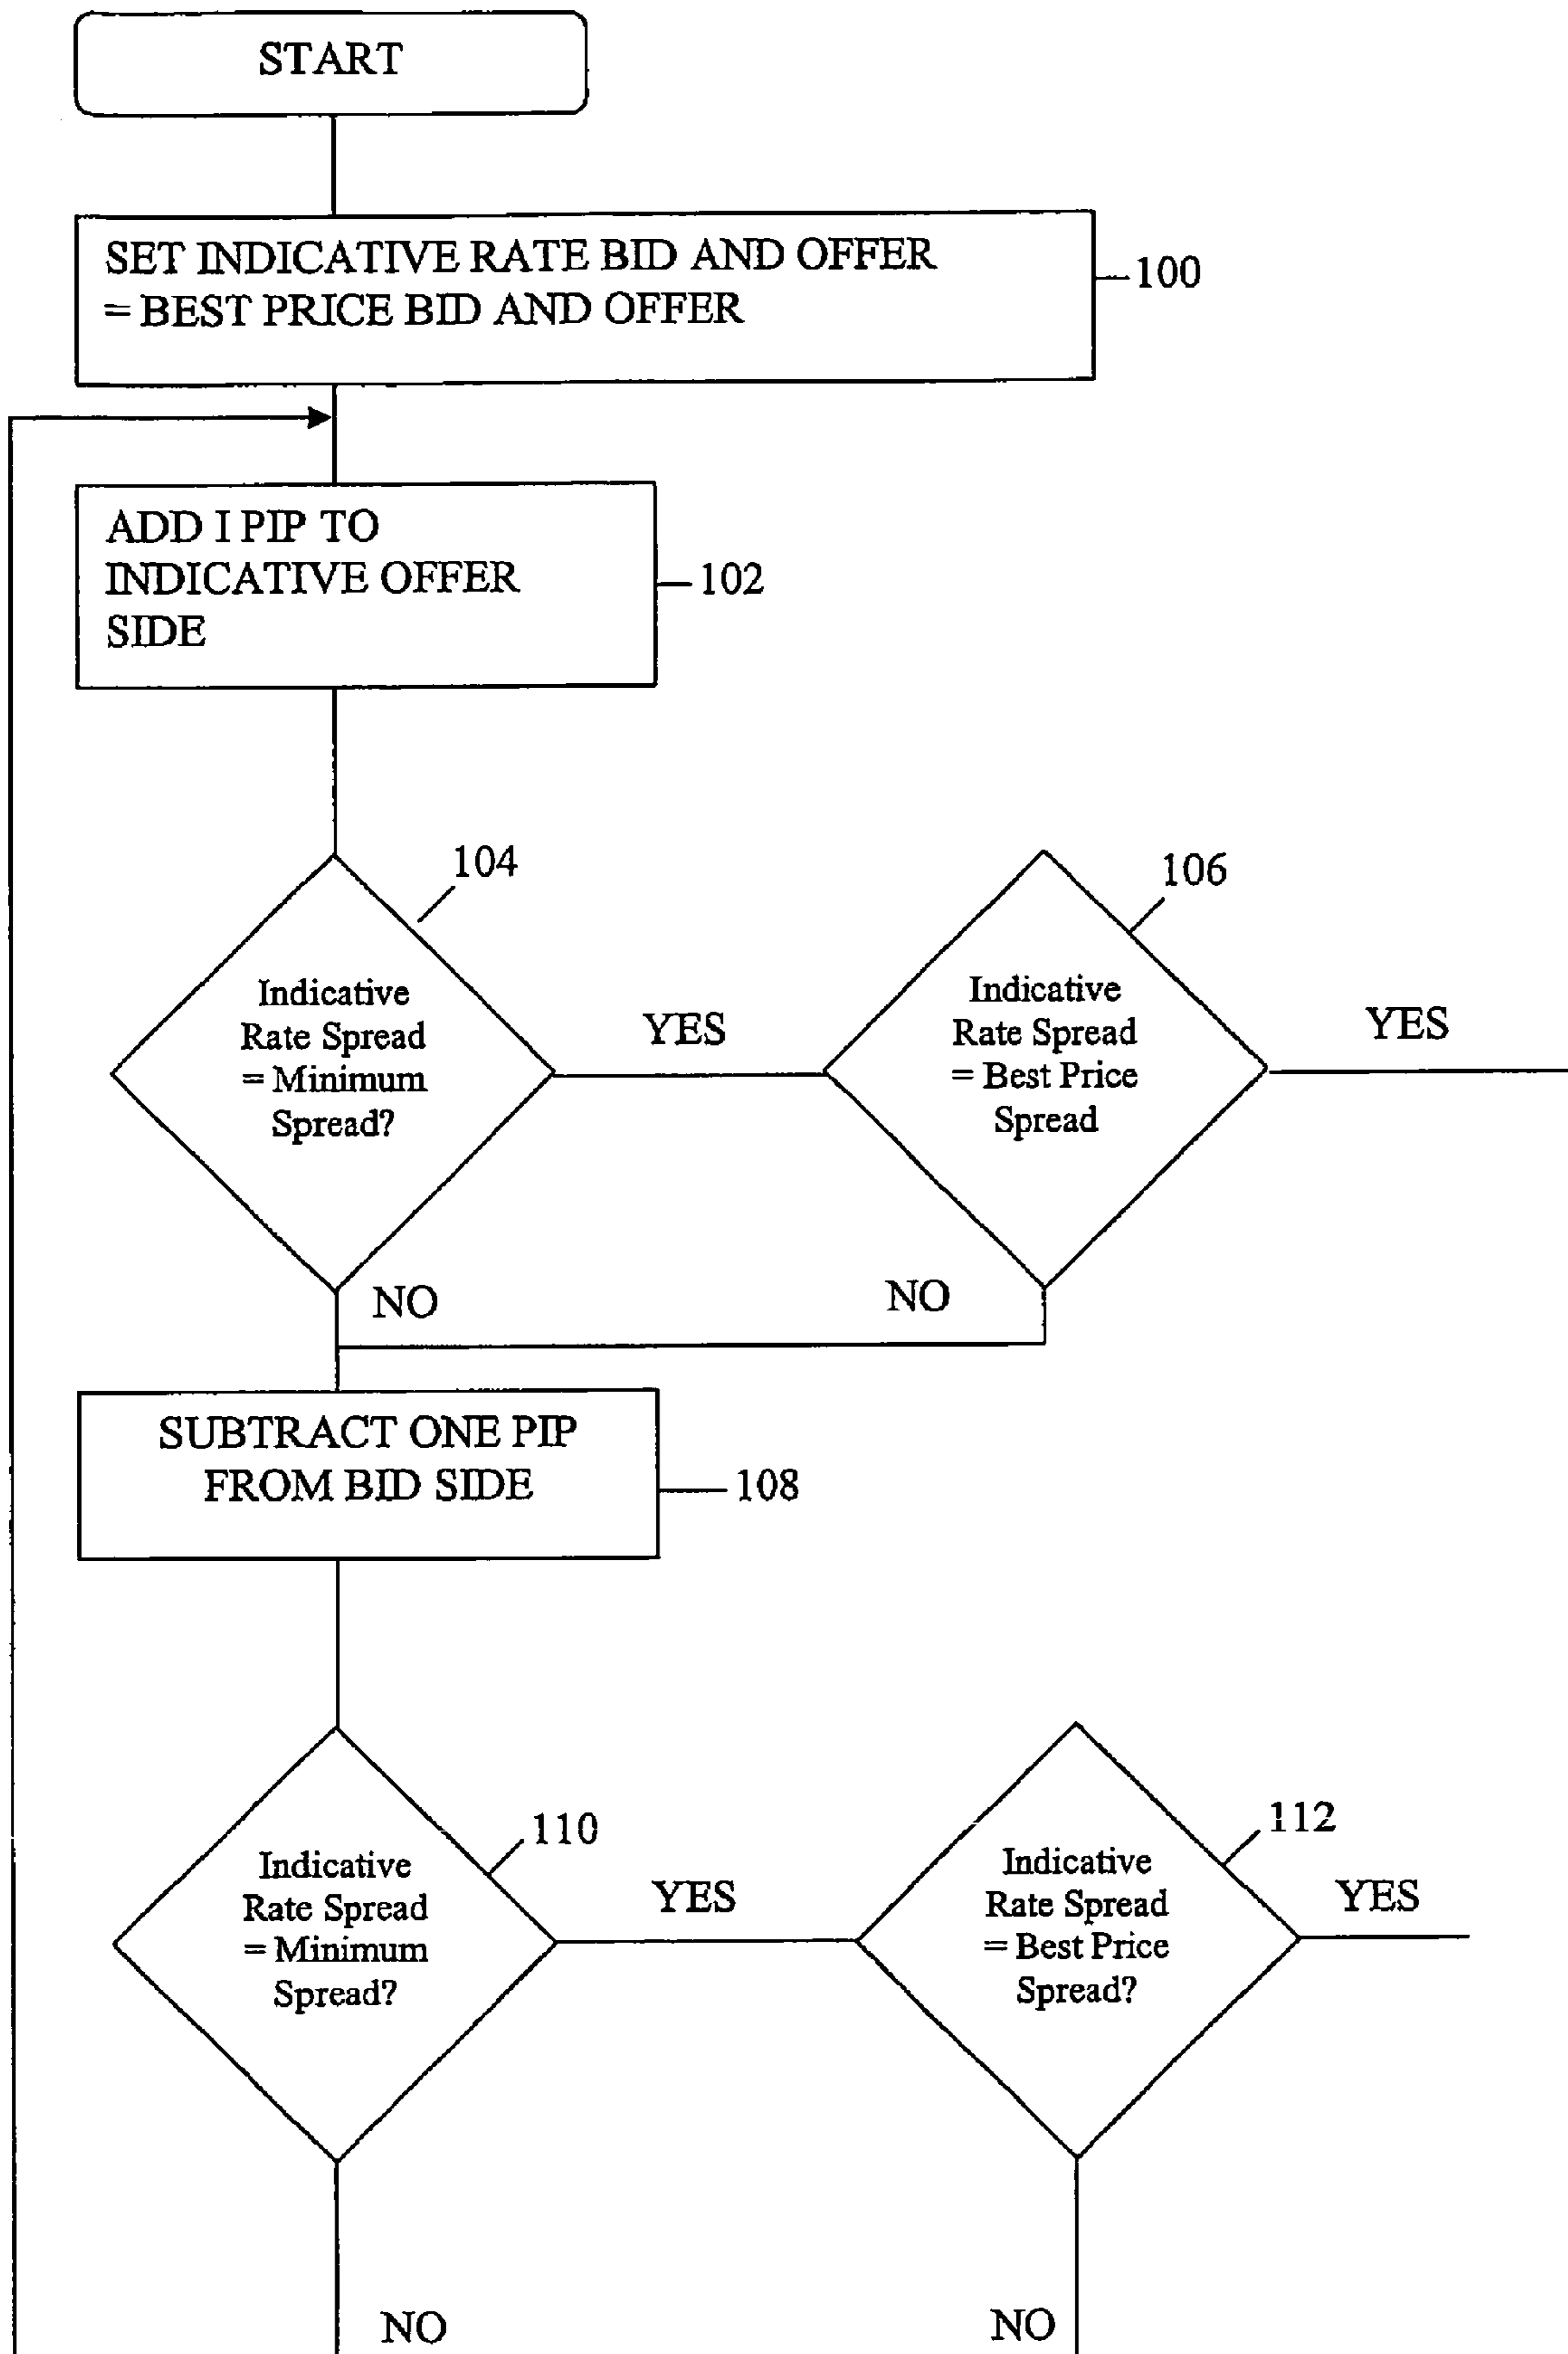 START
SET INDICATIVE RATE BID AND OFFER
= BEST PRICE BID AND OFFER
100
ADD I PIP TO
INDICATIVE OFFER
SIDE
102
104
Indicative
Rate Spread
= Minimum
Spread?
YES
106
Indicative
Rate Spread
= Best Price
Spread
YES
NO
NO
SUBTRACT ONE PIP
FROM BID SIDE
108
110
Indicative
Rate Spread
= Minimum
Spread?
YES
112
Indicative
Rate Spread
= Best Price
Spread?
YES
NO
NO